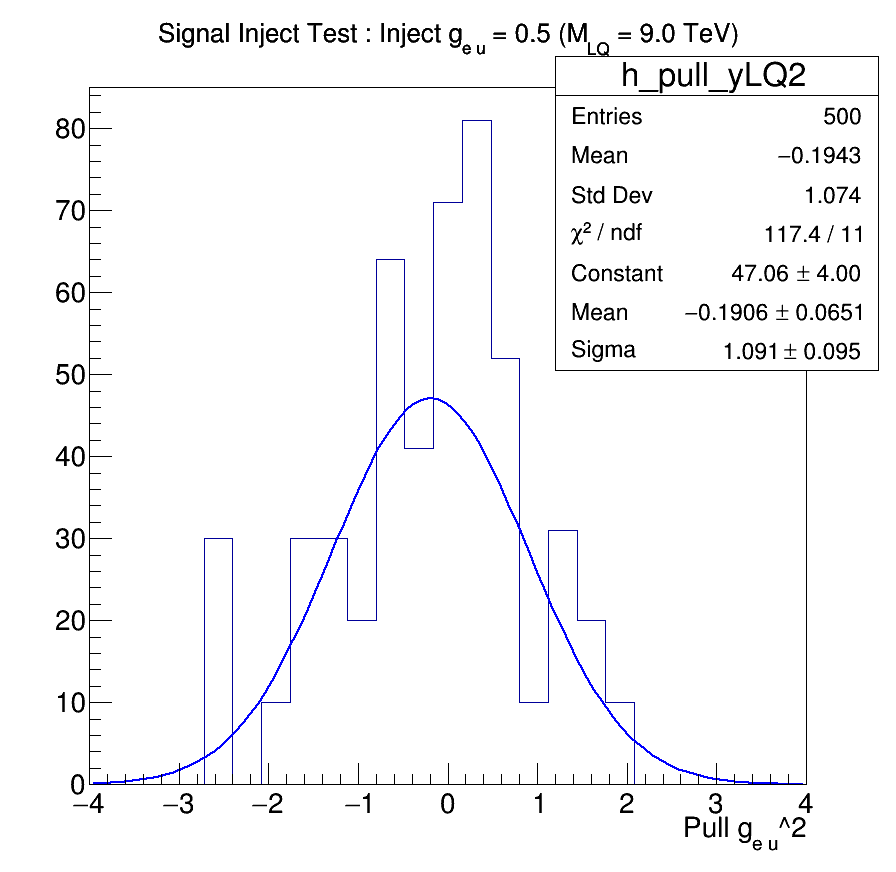 Signal Inject Test : Inject g_{e u} = 0.5 (M_{LQ} = 9.0 TeV)
h_pull_yLQ2
Entries 500
Mean −0.1943
Std Dev 1.074
χ² / ndf 117.4 / 11
Constant 47.06 ± 4.00
Mean −0.1906 ± 0.0651
Sigma 1.091 ± 0.095
80
70
60
50
40
30
20
10
0
−4 −3 −2 −1 0 1 2 3 4
Pull g_{e u}^2